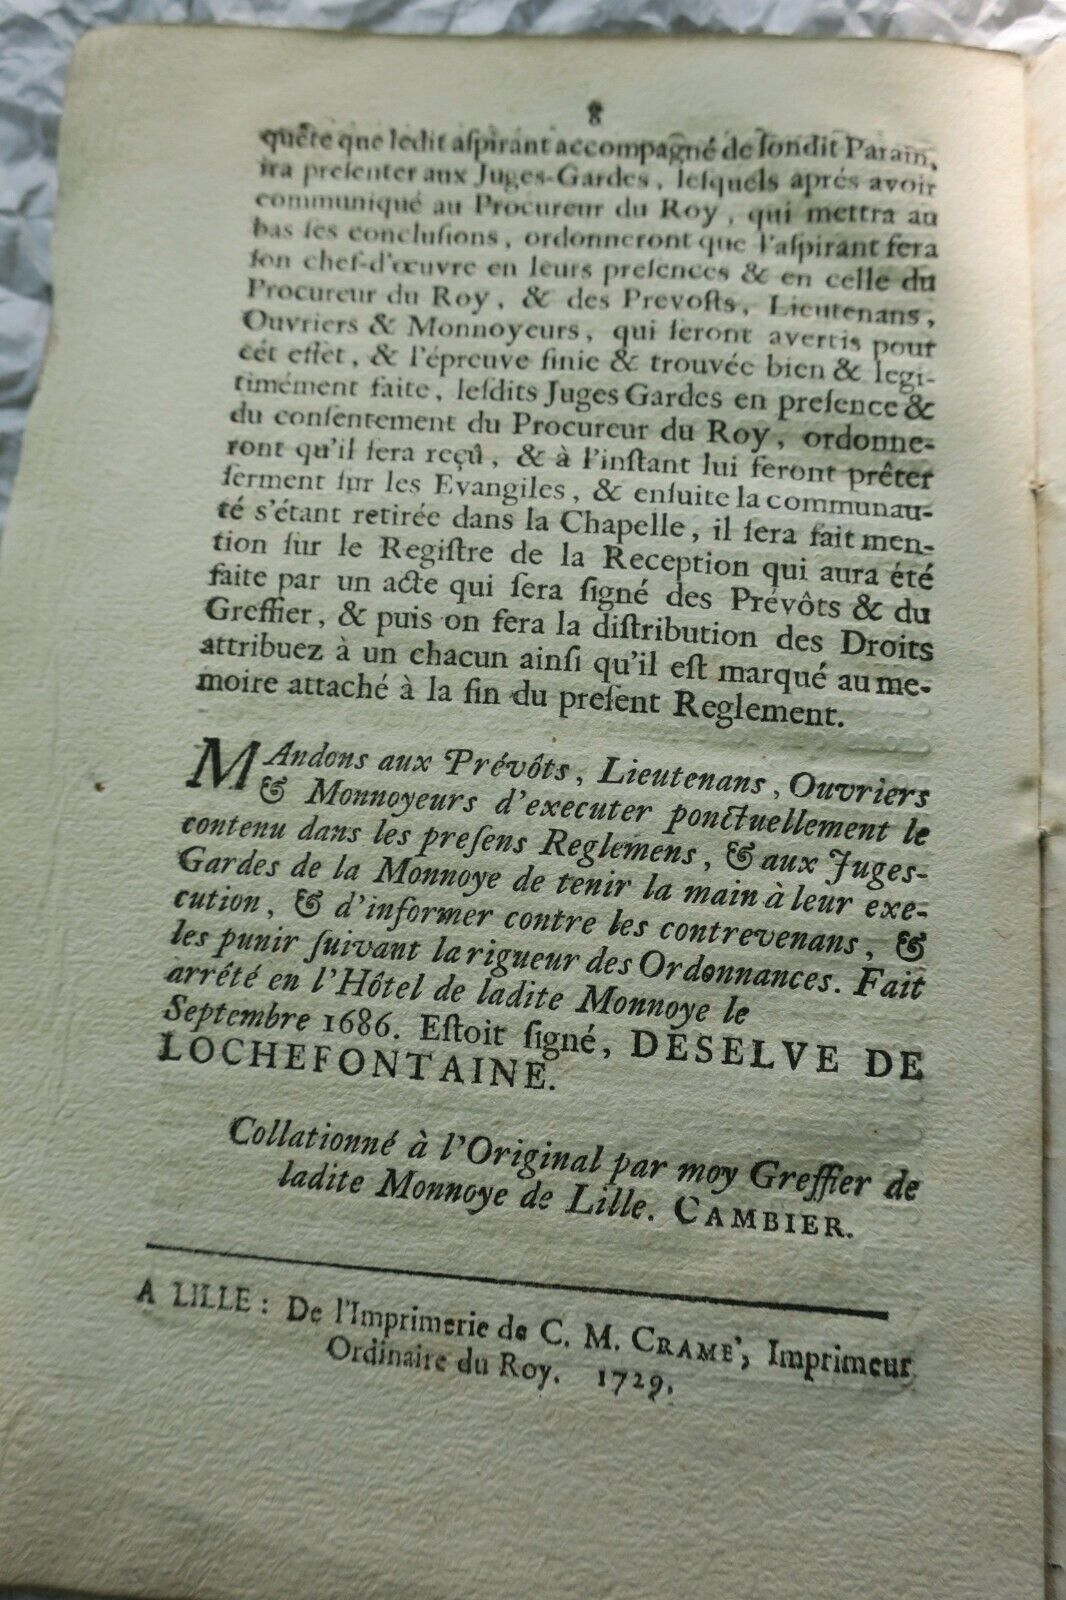 8
quête que ledit aſpirant accompagné de ſondit Parain,
ira preſenter aux Juges-Gardes, leſquels aprés avoir
communiqué au Procureur du Roy, qui mettra au
bas ſes concluſions, ordonneront que l'aſpirant fera
ſon chef-d'œuvre en leurs preſences & en celle du
Procureur du Roy, & des Prevoſts, Lieutenans,
Ouvriers & Monnoyeurs, qui ſeront avertis pour
cét effet, & l'épreuve finie & trouvée bien & legi-
timément faite, leſdits Juges Gardes en preſence &
du conſentement du Procureur du Roy, ordonne-
ront qu'il ſera reçû, & à l'inſtant lui feront prêter
ſerment ſur les Evangiles, & enſuite la communau-
té s'étant retirée dans la Chapelle, il ſera fait men-
tion ſur le Regiſtre de la Reception qui aura été
faite par un acte qui ſera ſigné des Prévôts & du
Greffier, & puis on fera la diſtribution des Droits
attribuez à un chacun ainſi qu'il eſt marqué au me-
moire attaché à la fin du preſent Reglement.
MAndons aux Prévôts, Lieutenans, Ouvriers
& Monnoyeurs d'executer ponctuellement le
contenu dans les preſens Reglemens, & aux Juges-
Gardes de la Monnoye de tenir la main à leur exe-
cution, & d'informer contre les contrevenans, &
les punir ſuivant la rigueur des Ordonnances. Fait
arrété en l'Hôtel de ladite Monnoye le
Septembre 1686. Eſtoit ſigné, DESELVE DE
LOCHEFONTAINE.
Collationné à l'Original par moy Greffier de
ladite Monnoye de Lille. CAMBIER.
A LILLE: De l'Imprimerie de C. M. CRAME', Imprimeur
Ordinaire du Roy. 1729.